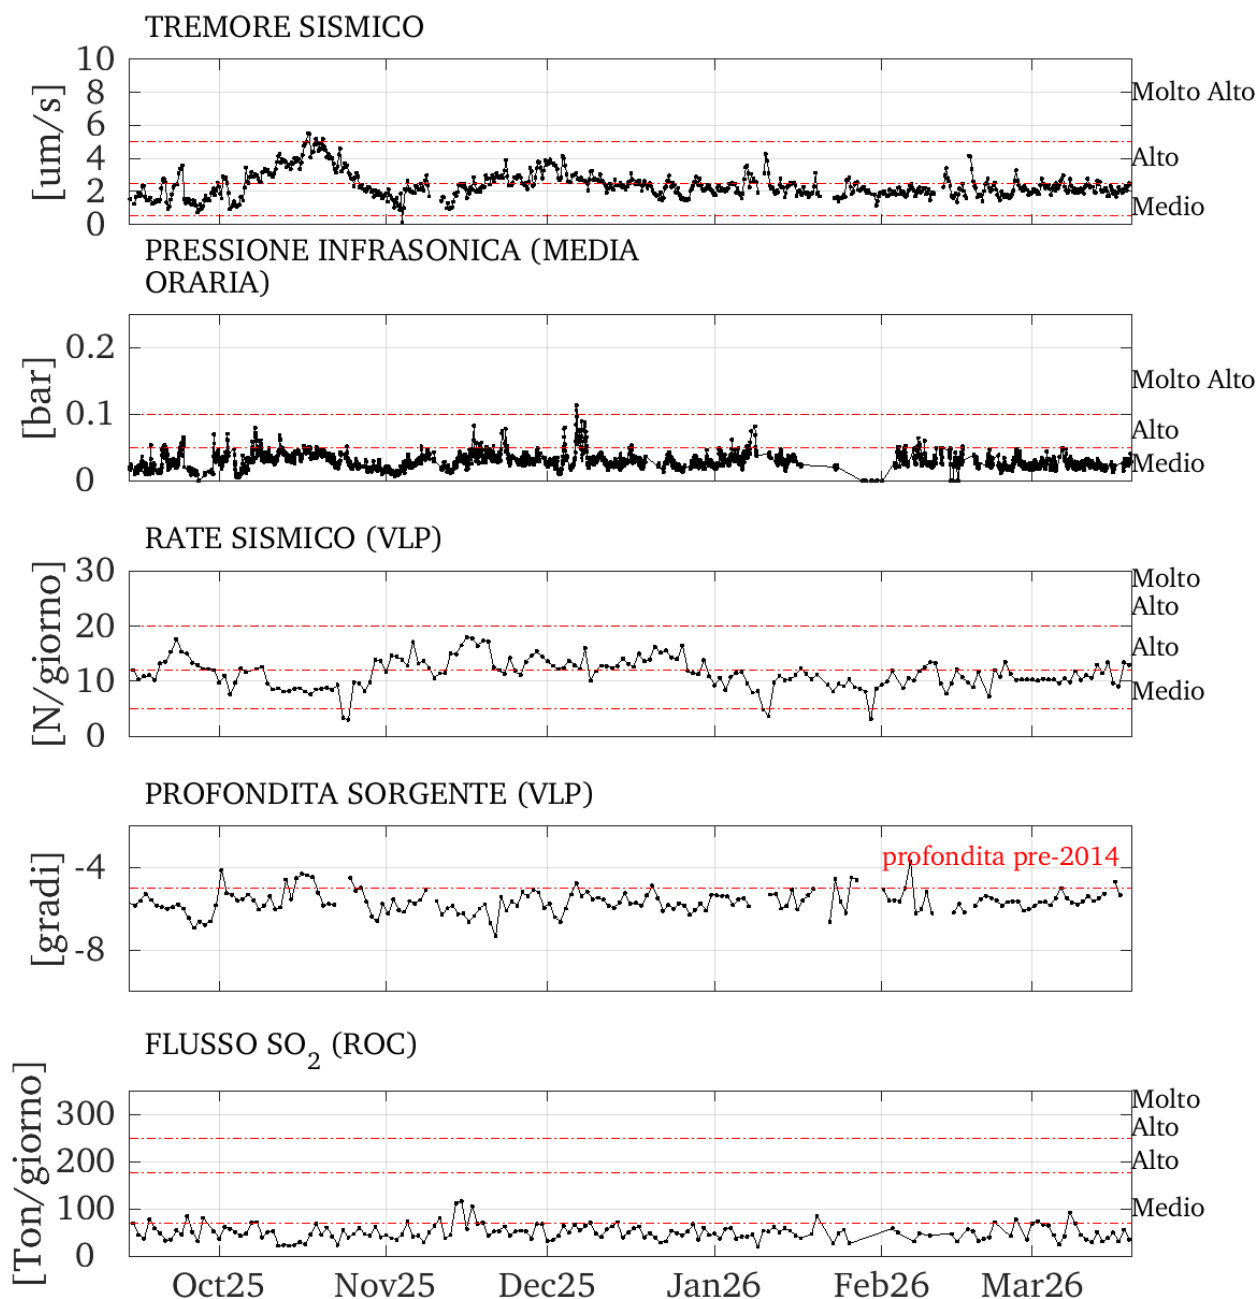 TREMORE SISMICO
10
8
6
4
2
0
[um/s]
Molto Alto
Alto
Medio
PRESSIONE INFRASONICA (MEDIA
ORARIA)
0.2
0.1
0
[bar]
Molto Alto
Alto
Medio
RATE SISMICO (VLP)
30
20
10
0
[N/giorno]
Molto
Alto
Alto
Medio
PROFONDITA SORGENTE (VLP)
-4
-8
[gradi]
profondita pre-2014
FLUSSO SO2 (ROC)
300
200
100
0
[Ton/giorno]
Molto
Alto
Alto
Medio
Oct25 Nov25 Dec25 Jan26 Feb26 Mar26